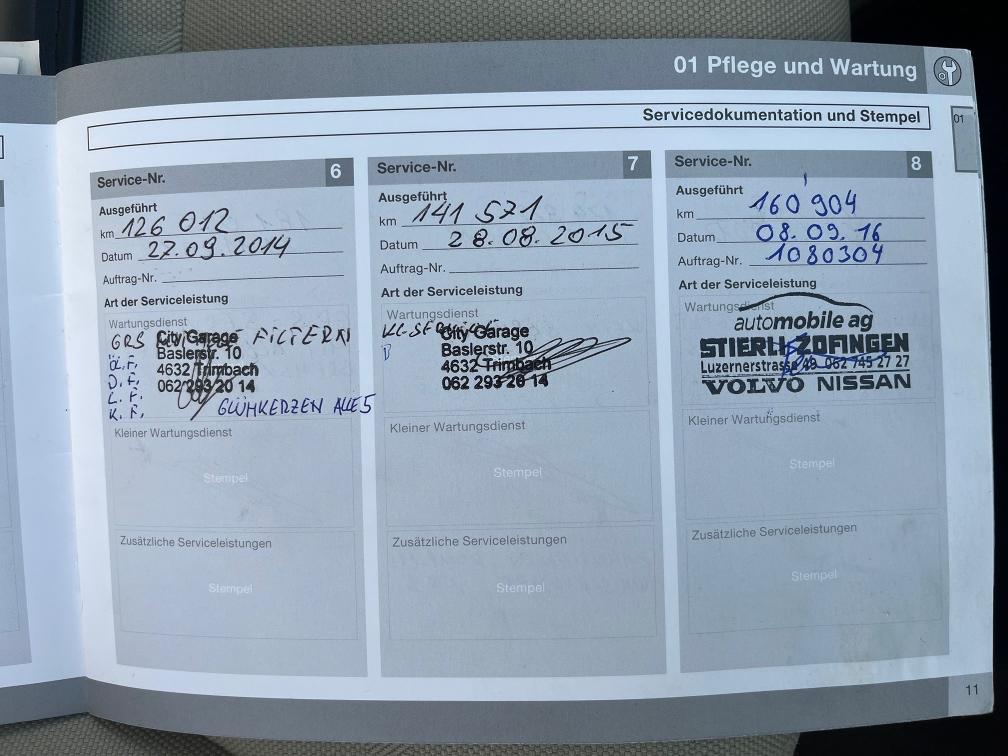 01 Pflege und Wartung
Servicedokumentation und Stempel
01
Service-Nr. 6
Ausgeführt
km 126 012
Datum 27.09.2014
Auftrag-Nr.
Art der Serviceleistung
Wartungsdienst
GRS FILTERN
City Garage
Baslerstr. 10
4632 Trimbach
062 293 20 14
Ö.F.
D.F.
L.F.
K.F.
GLÜHKERZEN ALLE 5
Kleiner Wartungsdienst
Stempel
Zusätzliche Serviceleistungen
Stempel
Service-Nr. 7
Ausgeführt
km 141 571
Datum 28.08.2015
Auftrag-Nr.
Art der Serviceleistung
Wartungsdienst
City Garage
Baslerstr. 10
4632 Trimbach
062 293 20 14
Kleiner Wartungsdienst
Stempel
Zusätzliche Serviceleistungen
Stempel
Service-Nr. 8
Ausgeführt
km 160'904
Datum 08.09.16
Auftrag-Nr. 1080304
Art der Serviceleistung
Wartungsdienst
automobile ag
STIERLI ZOFINGEN
Luzernerstrasse 49 062 745 27 27
VOLVO NISSAN
Kleiner Wartungsdienst
Stempel
Zusätzliche Serviceleistungen
Stempel
11